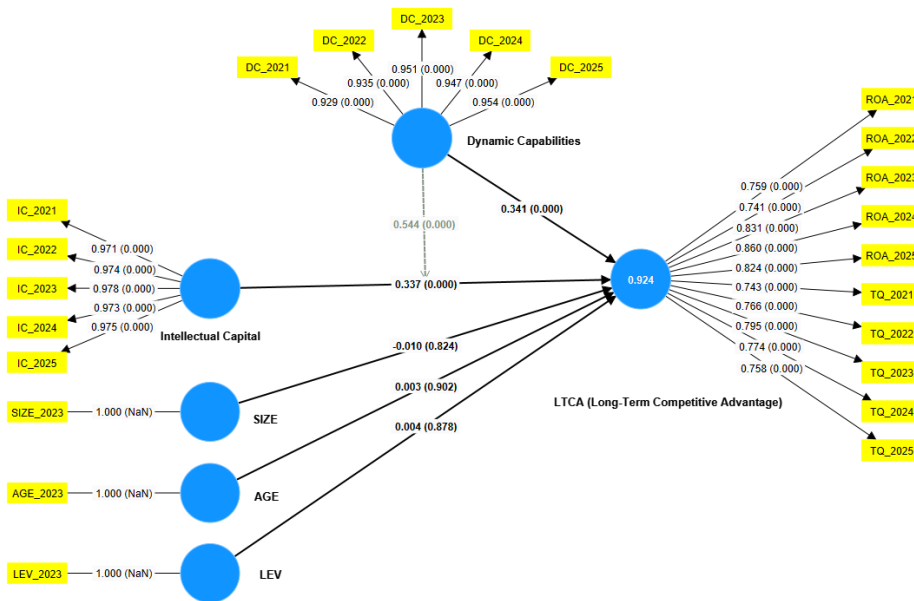 DC_2021
DC_2022
DC_2023
DC_2024
DC_2025
0.929 (0.000)
0.935 (0.000)
0.951 (0.000)
0.947 (0.000)
0.954 (0.000)
Dynamic Capabilities
0.544 (0.000)
0.341 (0.000)
IC_2021
IC_2022
IC_2023
IC_2024
IC_2025
0.971 (0.000)
0.974 (0.000)
0.978 (0.000)
0.973 (0.000)
0.975 (0.000)
Intellectual Capital
0.337 (0.000)
SIZE_2023
1.000 (NaN)
SIZE
-0.010 (0.824)
AGE_2023
1.000 (NaN)
AGE
0.003 (0.902)
LEV_2023
1.000 (NaN)
LEV
0.004 (0.878)
0.924
LTCA (Long-Term Competitive Advantage)
0.759 (0.000)
0.741 (0.000)
0.831 (0.000)
0.860 (0.000)
0.824 (0.000)
0.743 (0.000)
0.766 (0.000)
0.795 (0.000)
0.774 (0.000)
0.758 (0.000)
ROA_2021
ROA_2022
ROA_2023
ROA_2024
ROA_2025
TQ_2021
TQ_2022
TQ_2023
TQ_2024
TQ_2025